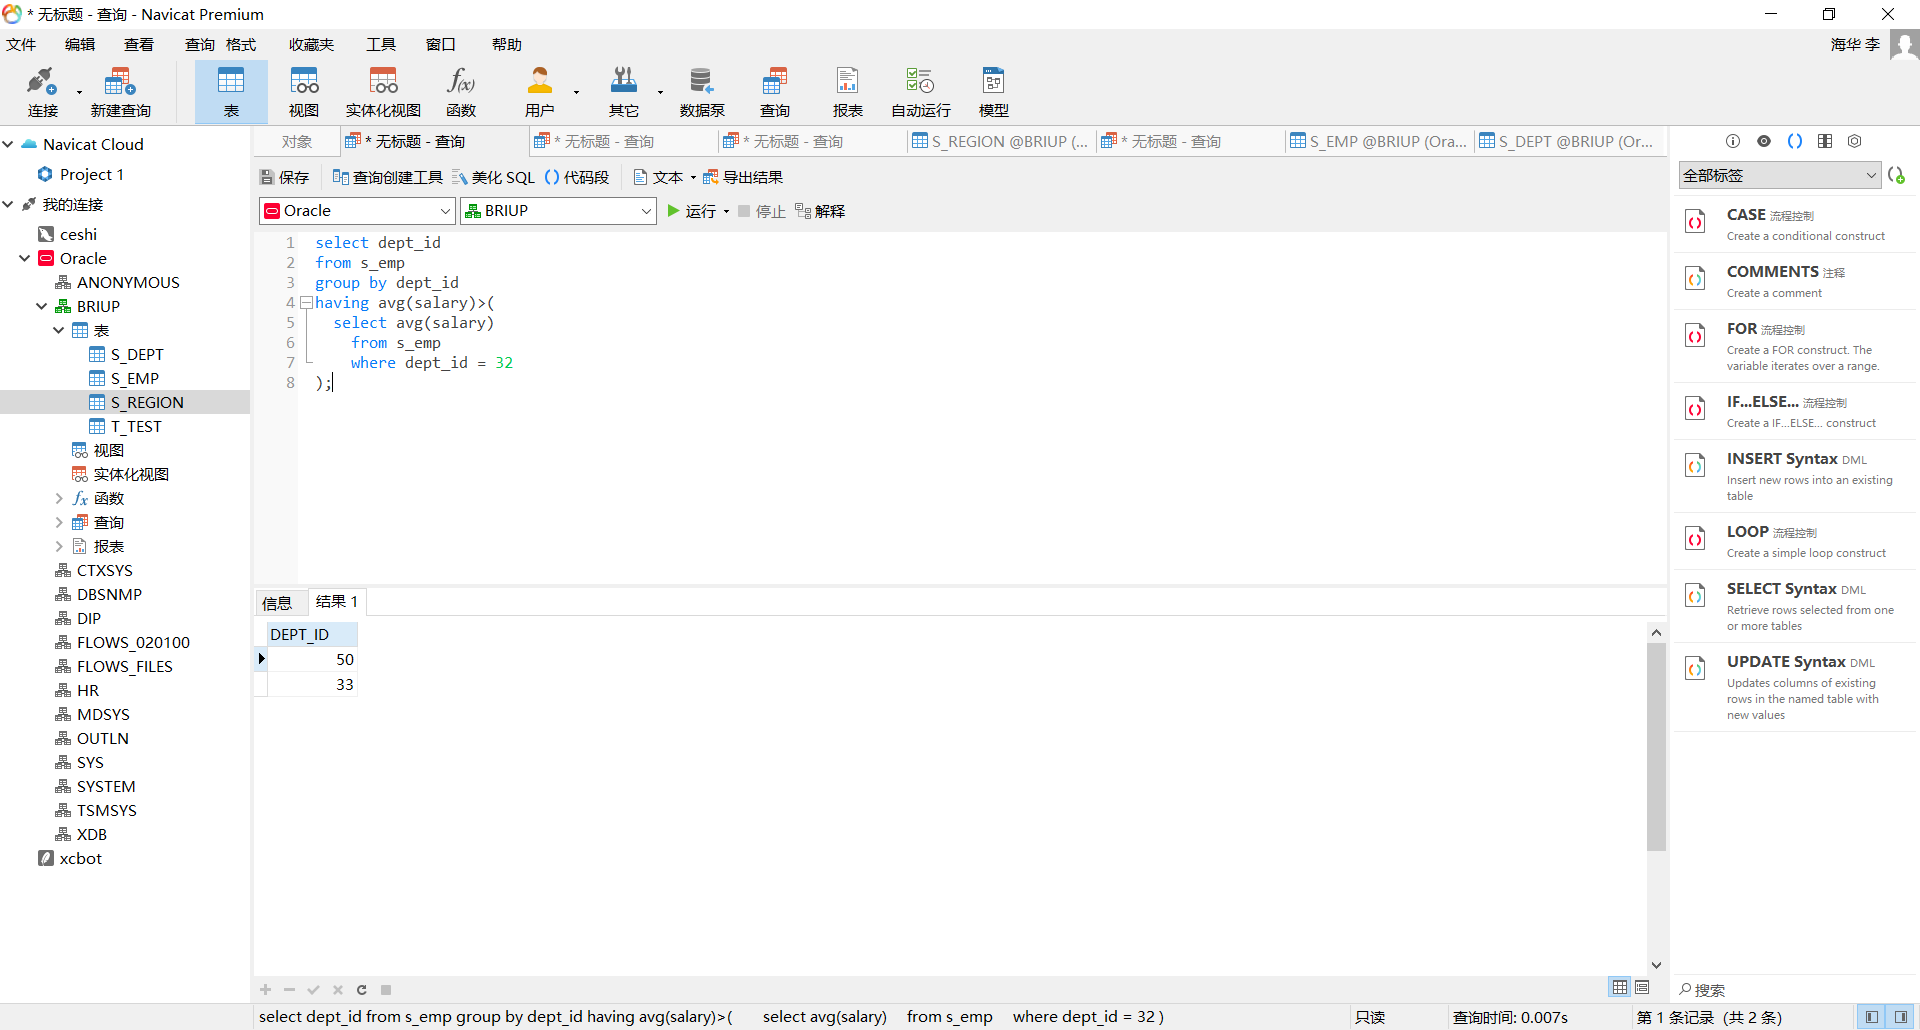 * 无标题 - 查询 - Navicat Premium
文件 编辑 查看 查询 格式 收藏夹 工具 窗口 帮助
海华 李
连接 新建查询 表 视图 实体化视图 函数 用户 其它 数据泵 查询 报表 自动运行 模型
f(x)
Navicat Cloud
Project 1
我的连接
ceshi
Oracle
ANONYMOUS
BRIUP
表
S_DEPT
S_EMP
S_REGION
T_TEST
视图
实体化视图
fx 函数
查询
报表
CTXSYS
DBSNMP
DIP
FLOWS_020100
FLOWS_FILES
HR
MDSYS
OUTLN
SYS
SYSTEM
TSMSYS
XDB
xcbot
对象 * 无标题 - 查询 * 无标题 - 查询 * 无标题 - 查询 S_REGION @BRIUP (... * 无标题 - 查询 S_EMP @BRIUP (Ora... S_DEPT @BRIUP (Or...
保存 查询创建工具 美化 SQL () 代码段 文本 导出结果
Oracle BRIUP 运行 停止 解释
1 select dept_id
2 from s_emp
3 group by dept_id
4 having avg(salary)>(
5 select avg(salary)
6 from s_emp
7 where dept_id = 32
8 );
信息 结果 1
DEPT_ID
50
33
select dept_id from s_emp group by dept_id having avg(salary)>( select avg(salary) from s_emp where dept_id = 32 )
只读 查询时间: 0.007s 第 1 条记录 (共 2 条)
全部标签
CASE 流程控制
Create a conditional construct
COMMENTS 注释
Create a comment
FOR 流程控制
Create a FOR construct. The
variable iterates over a range.
IF...ELSE... 流程控制
Create a IF...ELSE... construct
INSERT Syntax DML
Insert new rows into an existing
table
LOOP 流程控制
Create a simple loop construct
SELECT Syntax DML
Retrieve rows selected from one
or more tables
UPDATE Syntax DML
Updates columns of existing
rows in the named table with
new values
搜索